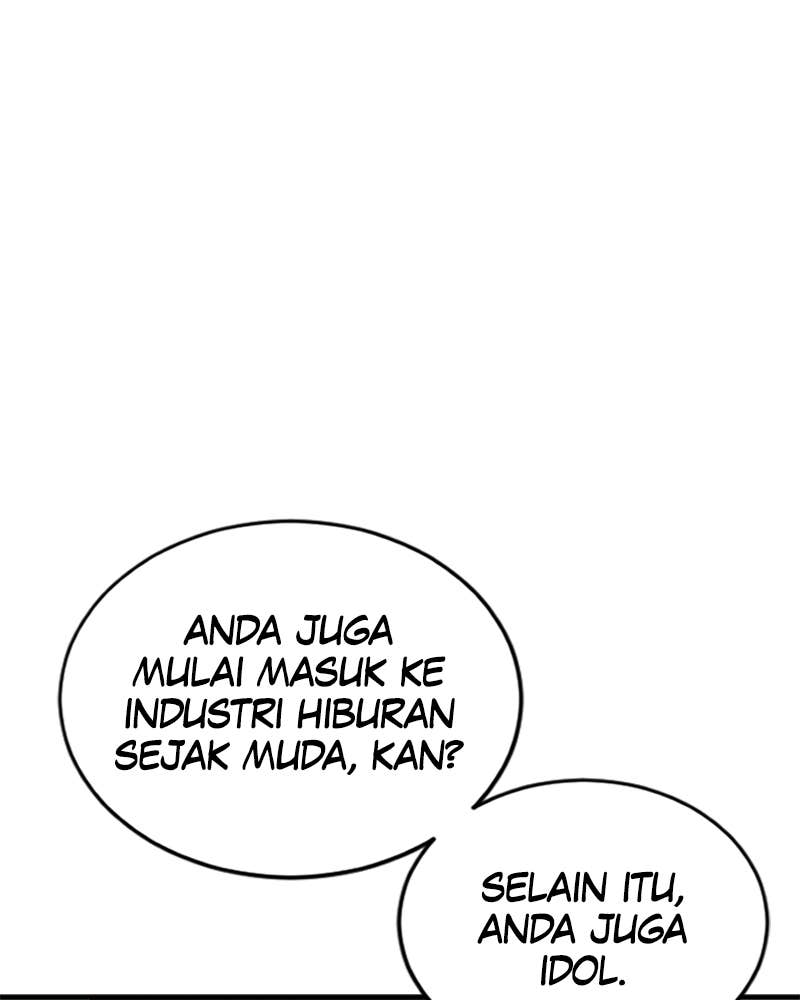 ANDA JUGA
MULAI MASUK KE
INDUSTRI HIBURAN
SEJAK MUDA, KAN?
SELAIN ITU,
ANDA JUGA
IDOL.